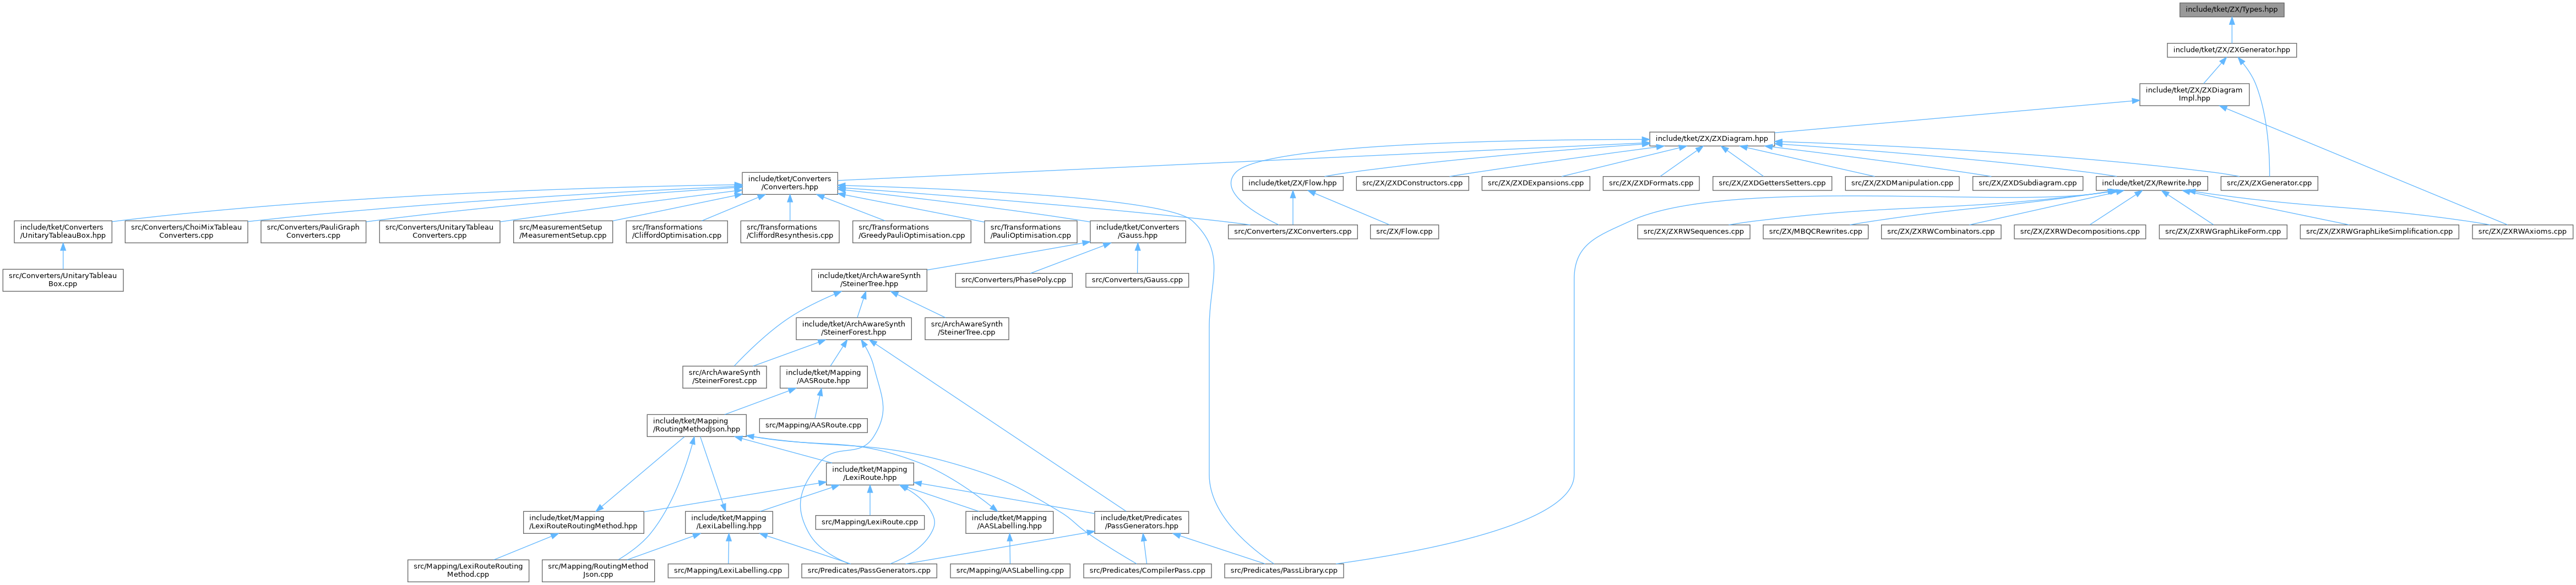 include/tket/ZX/Types.hpp
include/tket/ZX/ZXGenerator.hpp
include/tket/ZX/ZXDiagram
Impl.hpp
include/tket/ZX/ZXDiagram.hpp
include/tket/Converters
/Converters.hpp
include/tket/ZX/Flow.hpp
src/ZX/ZXDConstructors.cpp
src/ZX/ZXDExpansions.cpp
src/ZX/ZXDFormats.cpp
src/ZX/ZXDGettersSetters.cpp
src/ZX/ZXDManipulation.cpp
src/ZX/ZXDSubdiagram.cpp
include/tket/ZX/Rewrite.hpp
src/ZX/ZXGenerator.cpp
include/tket/Converters
/UnitaryTableauBox.hpp
src/Converters/ChoiMixTableau
Converters.cpp
src/Converters/PauliGraph
Converters.cpp
src/Converters/UnitaryTableau
Converters.cpp
src/MeasurementSetup
/MeasurementSetup.cpp
src/Transformations
/CliffordOptimisation.cpp
src/Transformations
/CliffordResynthesis.cpp
src/Transformations
/GreedyPauliOptimisation.cpp
src/Transformations
/PauliOptimisation.cpp
include/tket/Converters
/Gauss.hpp
src/Converters/ZXConverters.cpp
src/ZX/Flow.cpp
src/ZX/ZXRWSequences.cpp
src/ZX/MBQCRewrites.cpp
src/ZX/ZXRWCombinators.cpp
src/ZX/ZXRWDecompositions.cpp
src/ZX/ZXRWGraphLikeForm.cpp
src/ZX/ZXRWGraphLikeSimplification.cpp
src/ZX/ZXRWAxioms.cpp
src/Converters/UnitaryTableau
Box.cpp
include/tket/ArchAwareSynth
/SteinerTree.hpp
src/Converters/PhasePoly.cpp
src/Converters/Gauss.cpp
include/tket/ArchAwareSynth
/SteinerForest.hpp
src/ArchAwareSynth
/SteinerTree.cpp
src/ArchAwareSynth
/SteinerForest.cpp
include/tket/Mapping
/AASRoute.hpp
include/tket/Mapping
/RoutingMethodJson.hpp
src/Mapping/AASRoute.cpp
include/tket/Mapping
/LexiRoute.hpp
include/tket/Mapping
/LexiRouteRoutingMethod.hpp
include/tket/Mapping
/LexiLabelling.hpp
src/Mapping/LexiRoute.cpp
include/tket/Mapping
/AASLabelling.hpp
include/tket/Predicates
/PassGenerators.hpp
src/Mapping/LexiRouteRouting
Method.cpp
src/Mapping/RoutingMethod
Json.cpp
src/Mapping/LexiLabelling.cpp
src/Predicates/PassGenerators.cpp
src/Mapping/AASLabelling.cpp
src/Predicates/CompilerPass.cpp
src/Predicates/PassLibrary.cpp